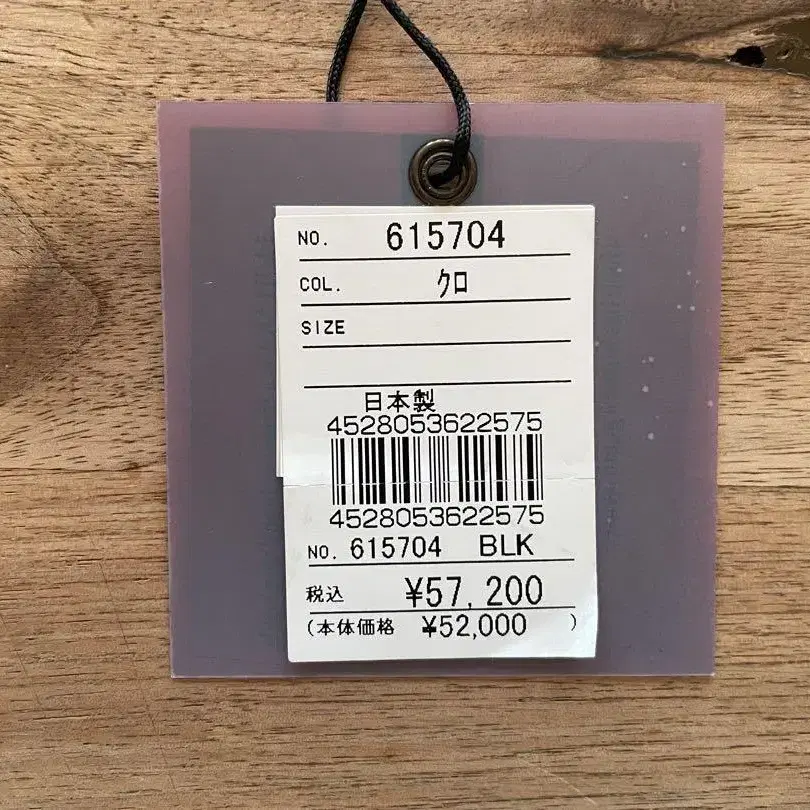 NO. 615704
COL. クロ
SIZE
日本製
4528053622575
4528053622575
NO. 615704 BLK
税込 ¥57,200
(本体価格 ¥52,000 )